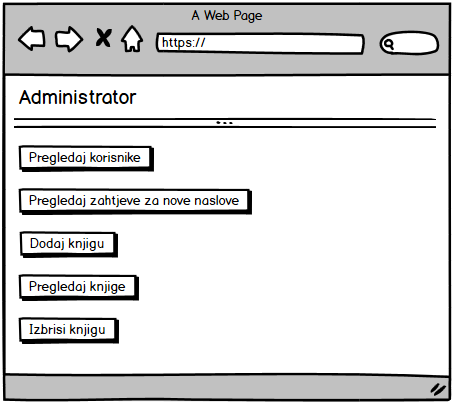 A Web Page
https://
Administrator
Pregledaj korisnike
Pregledaj zahtjeve za nove naslove
Dodaj knjigu
Pregledaj knjige
Izbrisi knjigu